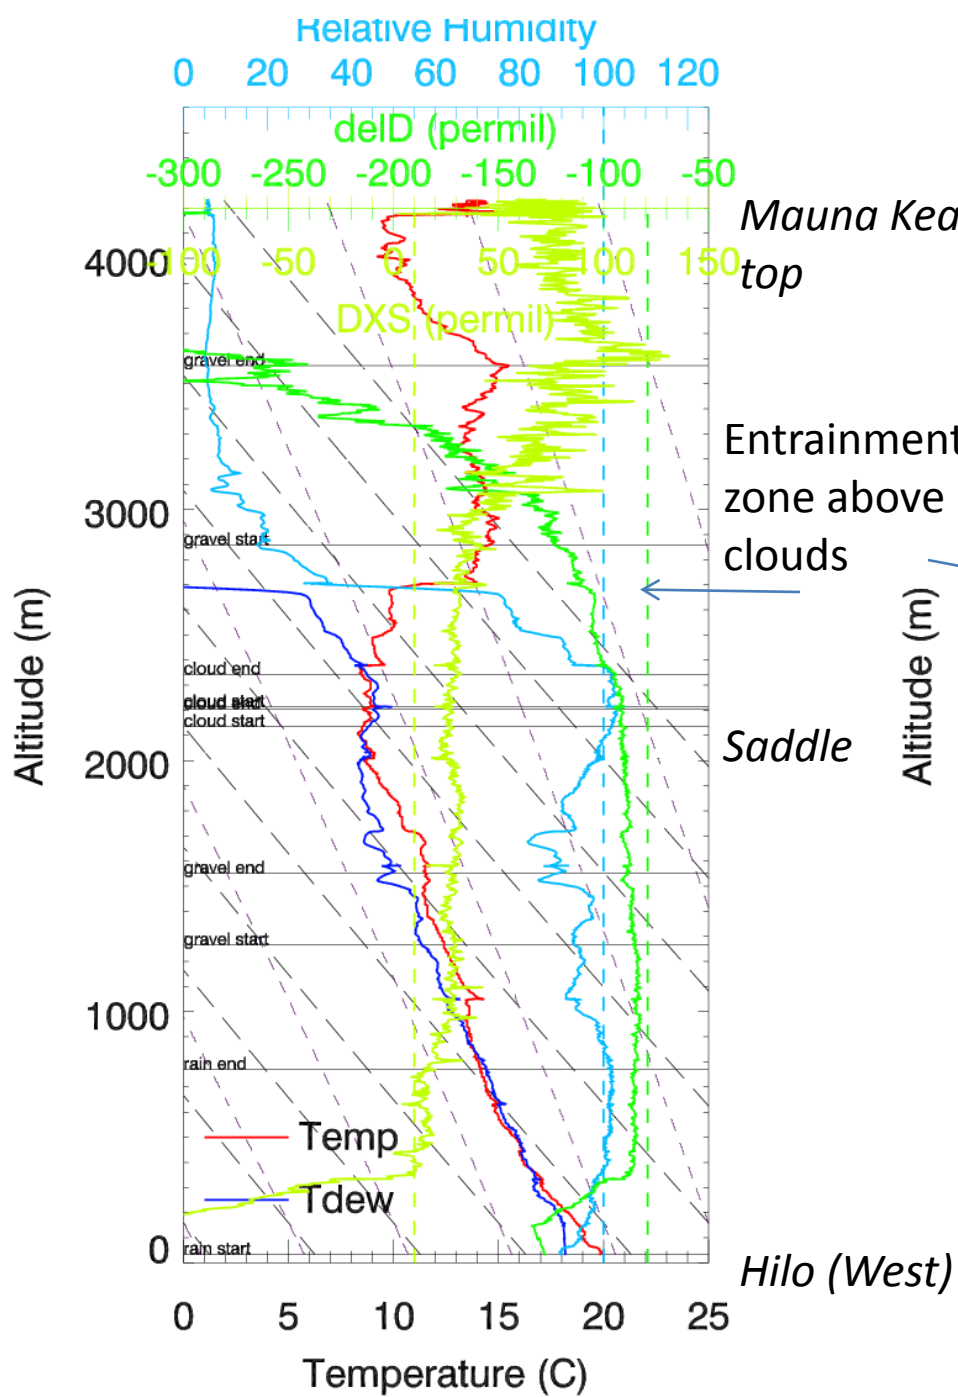 Relative Humidity
0 20 40 60 80 100 120
delD (permil)
-300 -250 -200 -150 -100 -50
Mauna Kea
top
4000
-100 -50 0 50 100 150
DXS (permil)
gravel end
Entrainment
zone above
clouds
3000
gravel start
Altitude (m)
Altitude (m)
cloud end
cloud start
cloud start
Saddle
2000
gravel end
gravel start
1000
rain end
Temp
Tdew
0
rain start
Hilo (West)
0 5 10 15 20 25
Temperature (C)